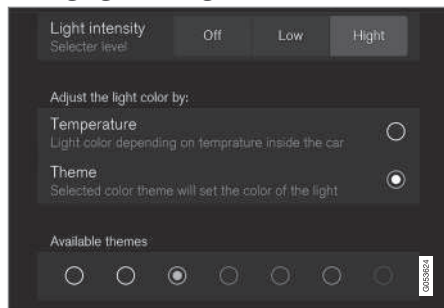 Light intensity
Selecter level
Off
Low
Hight
Adjust the light color by:
Temperature
Light color depending on temprature inside the car
Theme
Selected color theme will set the color of the light
Available themes
G053624